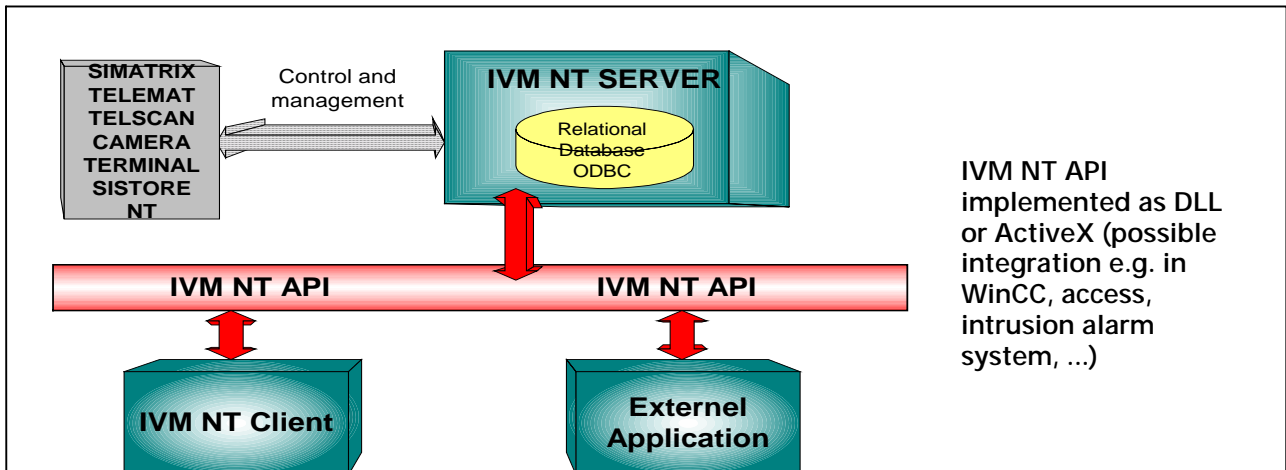 SIMATRIX
TELEMAT
TELSCAN
CAMERA
TERMINAL
SISTORE
NT
Control and
management
IVM NT SERVER
Relational
Database
ODBC
IVM NT API
IVM NT API
IVM NT Client
Externel
Application
IVM NT API
implemented as DLL
or ActiveX (possible
integration e.g. in
WinCC, access,
intrusion alarm
system, ...)